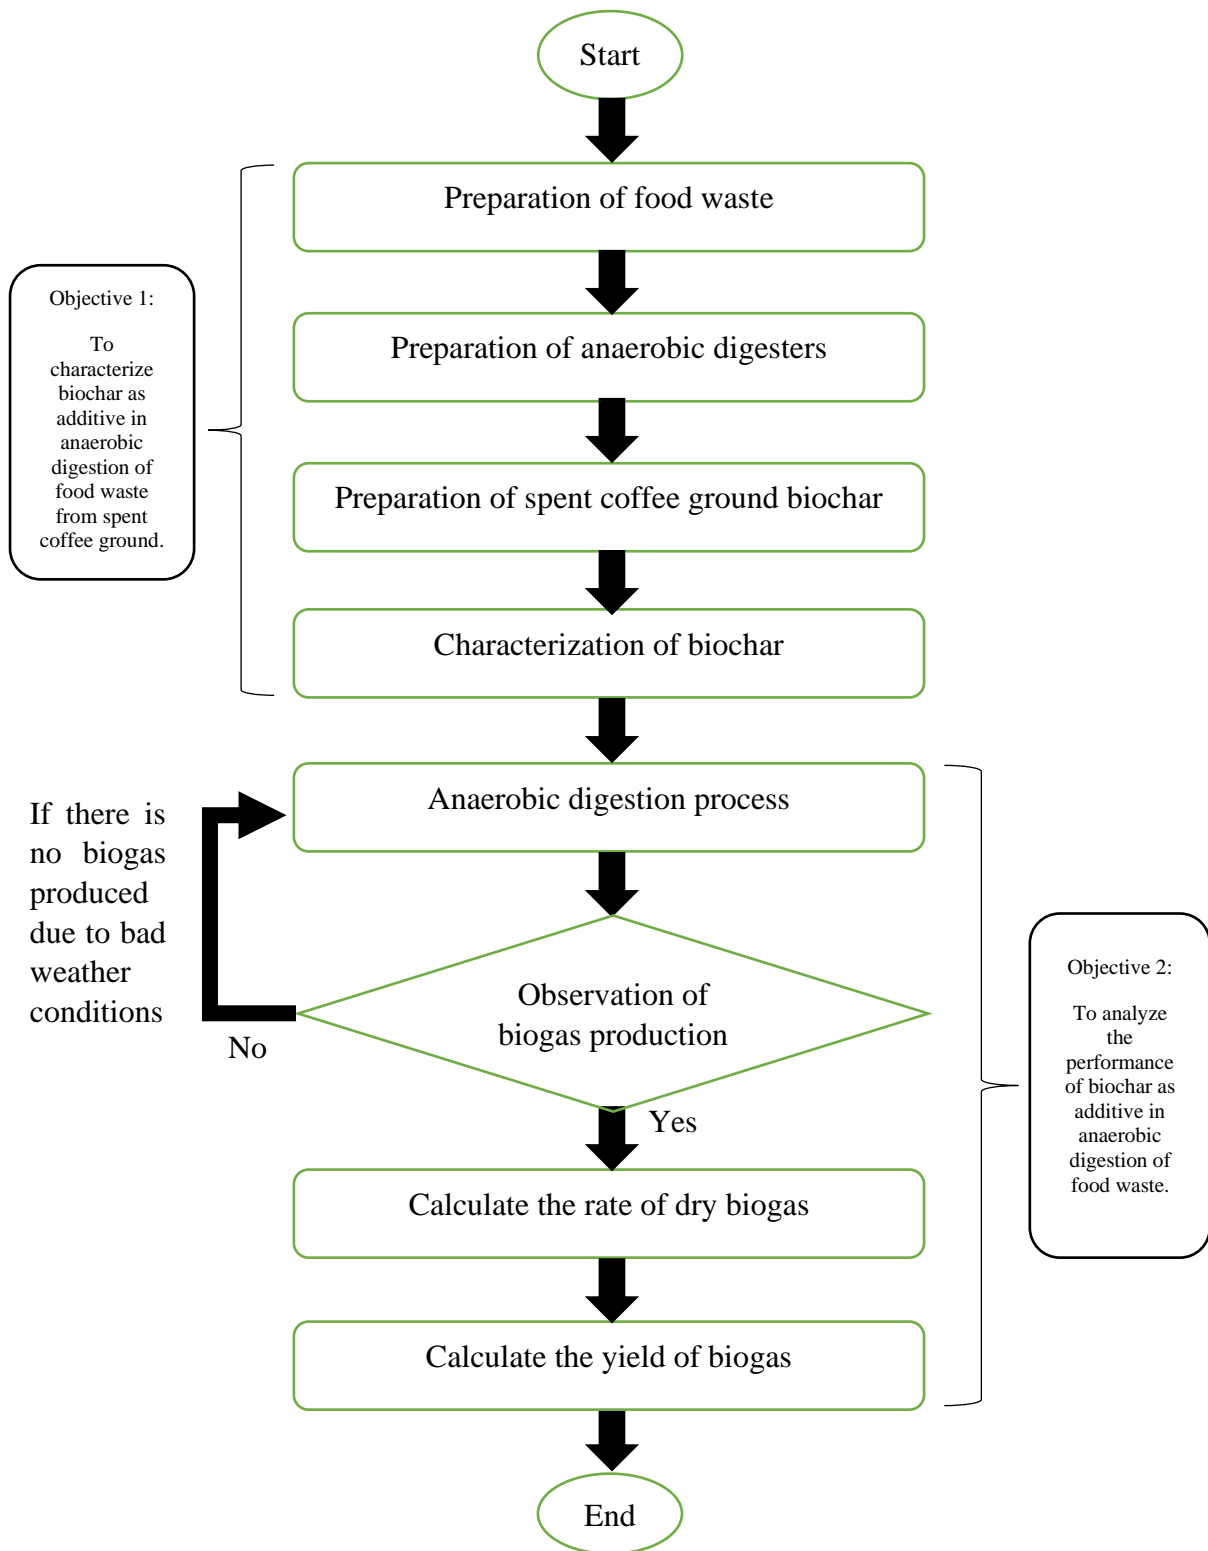 Start
Preparation of food waste
Objective 1:
To
characterize
biochar as
additive in
anaerobic
digestion of
food waste
from spent
coffee ground.
Preparation of anaerobic digesters
Preparation of spent coffee ground biochar
Characterization of biochar
Anaerobic digestion process
If there is
no biogas
produced
due to bad
weather
conditions
Observation of
biogas production
No
Yes
Objective 2:
To analyze
the
performance
of biochar as
additive in
anaerobic
digestion of
food waste.
Calculate the rate of dry biogas
Calculate the yield of biogas
End